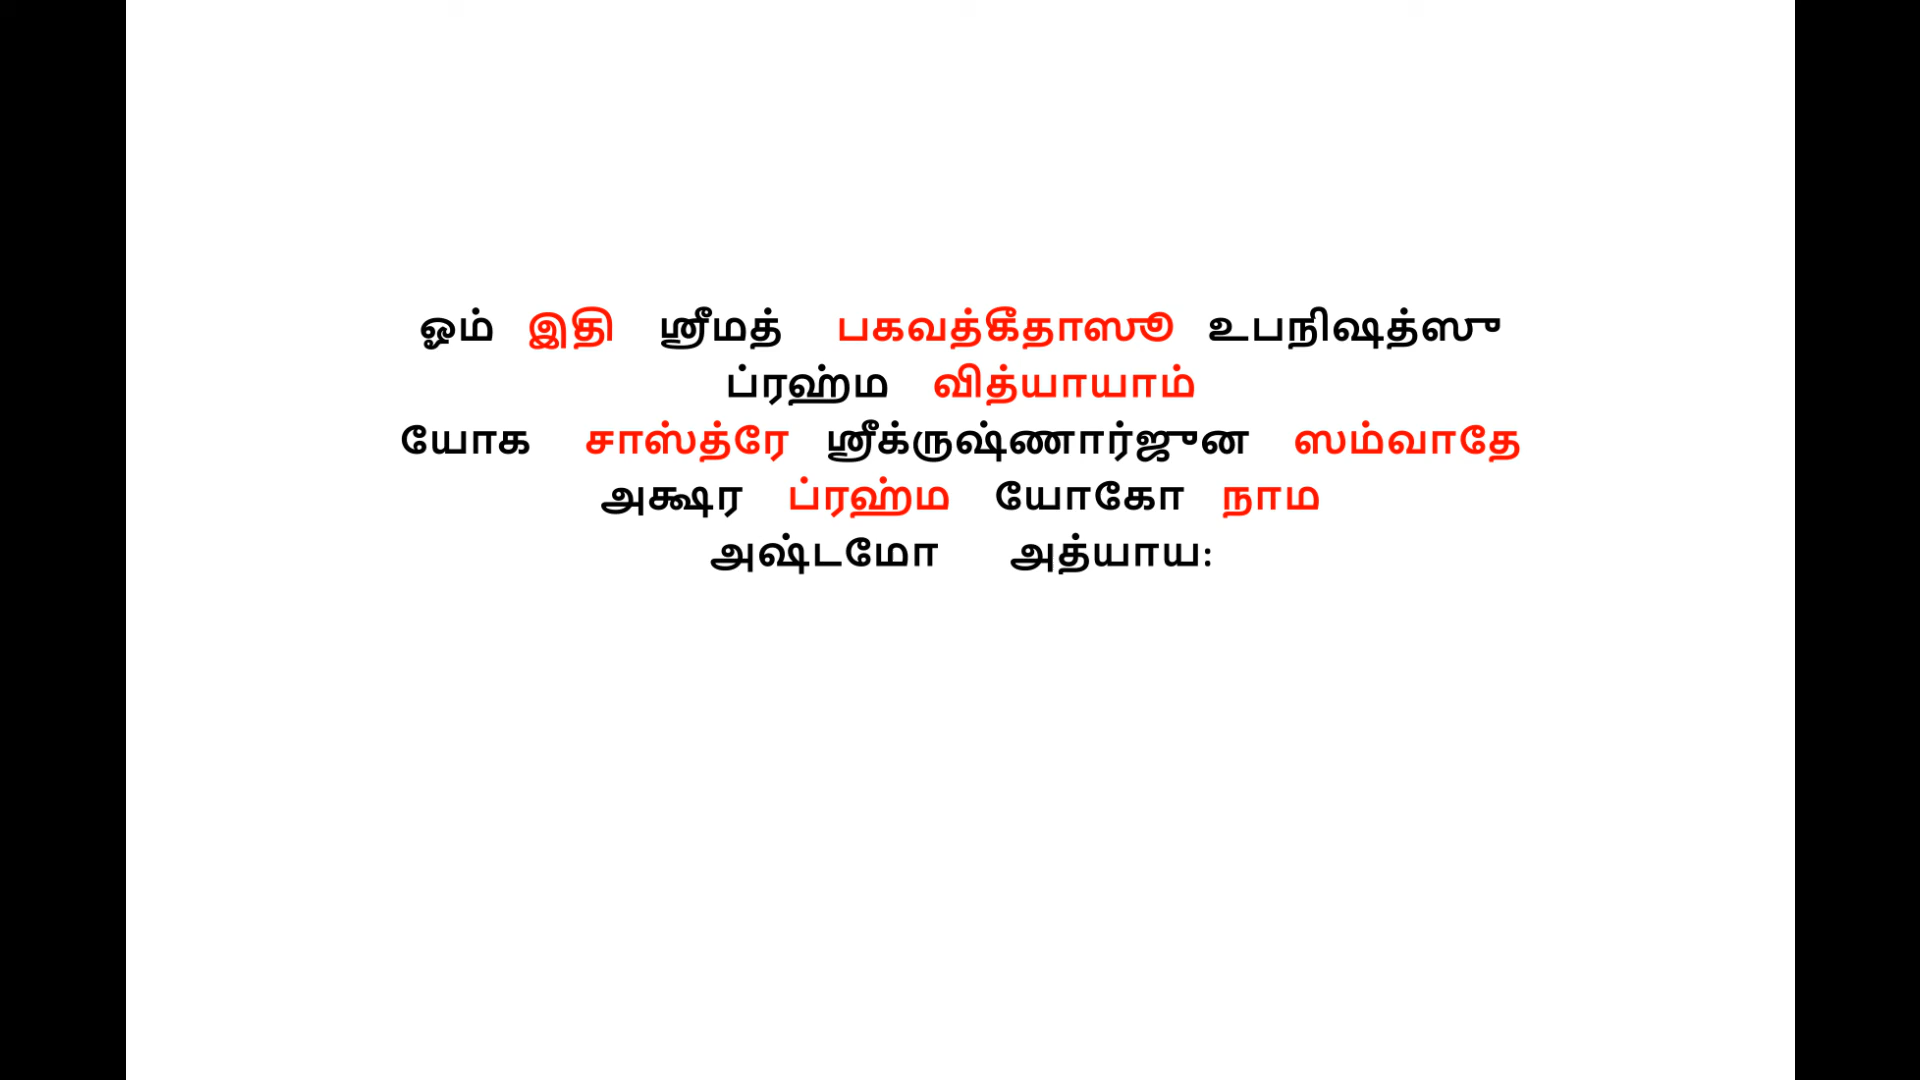 ஓம் இதி ஸ்ரீமத் பகவத்கீதாஸூ உபநிஷத்ஸு
ப்ரஹ்ம வித்யாயாம்
யோக சாஸ்த்ரே ஸ்ரீக்ருஷ்ணார்ஜுன ஸம்வாதே
அக்ஷர ப்ரஹ்ம யோகோ நாம
அஷ்டமோ அத்யாய: